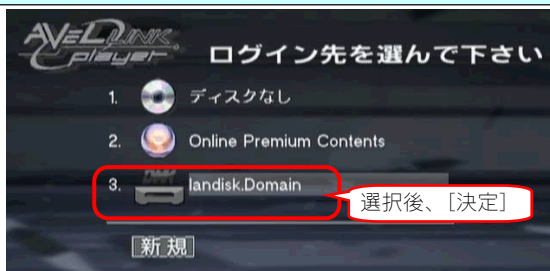 AVeL LINK player
ログイン先を選んで下さい
1. ディスクなし
2. Online Premium Contents
3. landisk.Domain
選択後、[決定]
[新規]